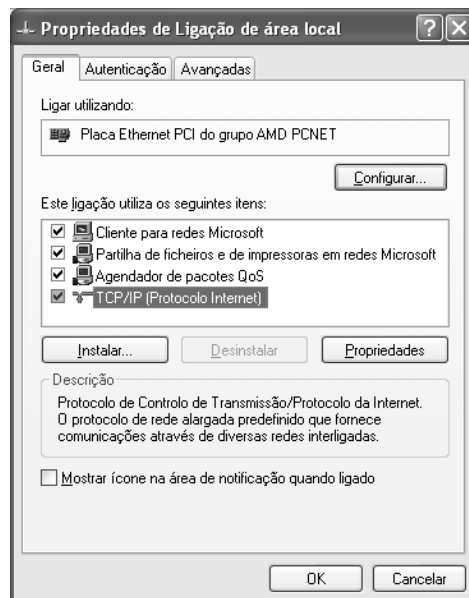 Propriedades de Ligação de área local
Geral Autenticação Avançadas
Ligar utilizando:
Placa Ethernet PCI do grupo AMD PCNET
Configurar...
Este ligação utiliza os seguintes itens:
Cliente para redes Microsoft
Partilha de ficheiros e de impressoras em redes Microsoft
Agendador de pacotes QoS
TCP/IP (Protocolo Internet)
Instalar... Desinstalar Propriedades
Descrição
Protocolo de Controlo de Transmissão/Protocolo da Internet.
O protocolo de rede alargada predefinido que fornece
comunicações através de diversas redes interligadas.
Mostrar ícone na área de notificação quando ligado
OK Cancelar